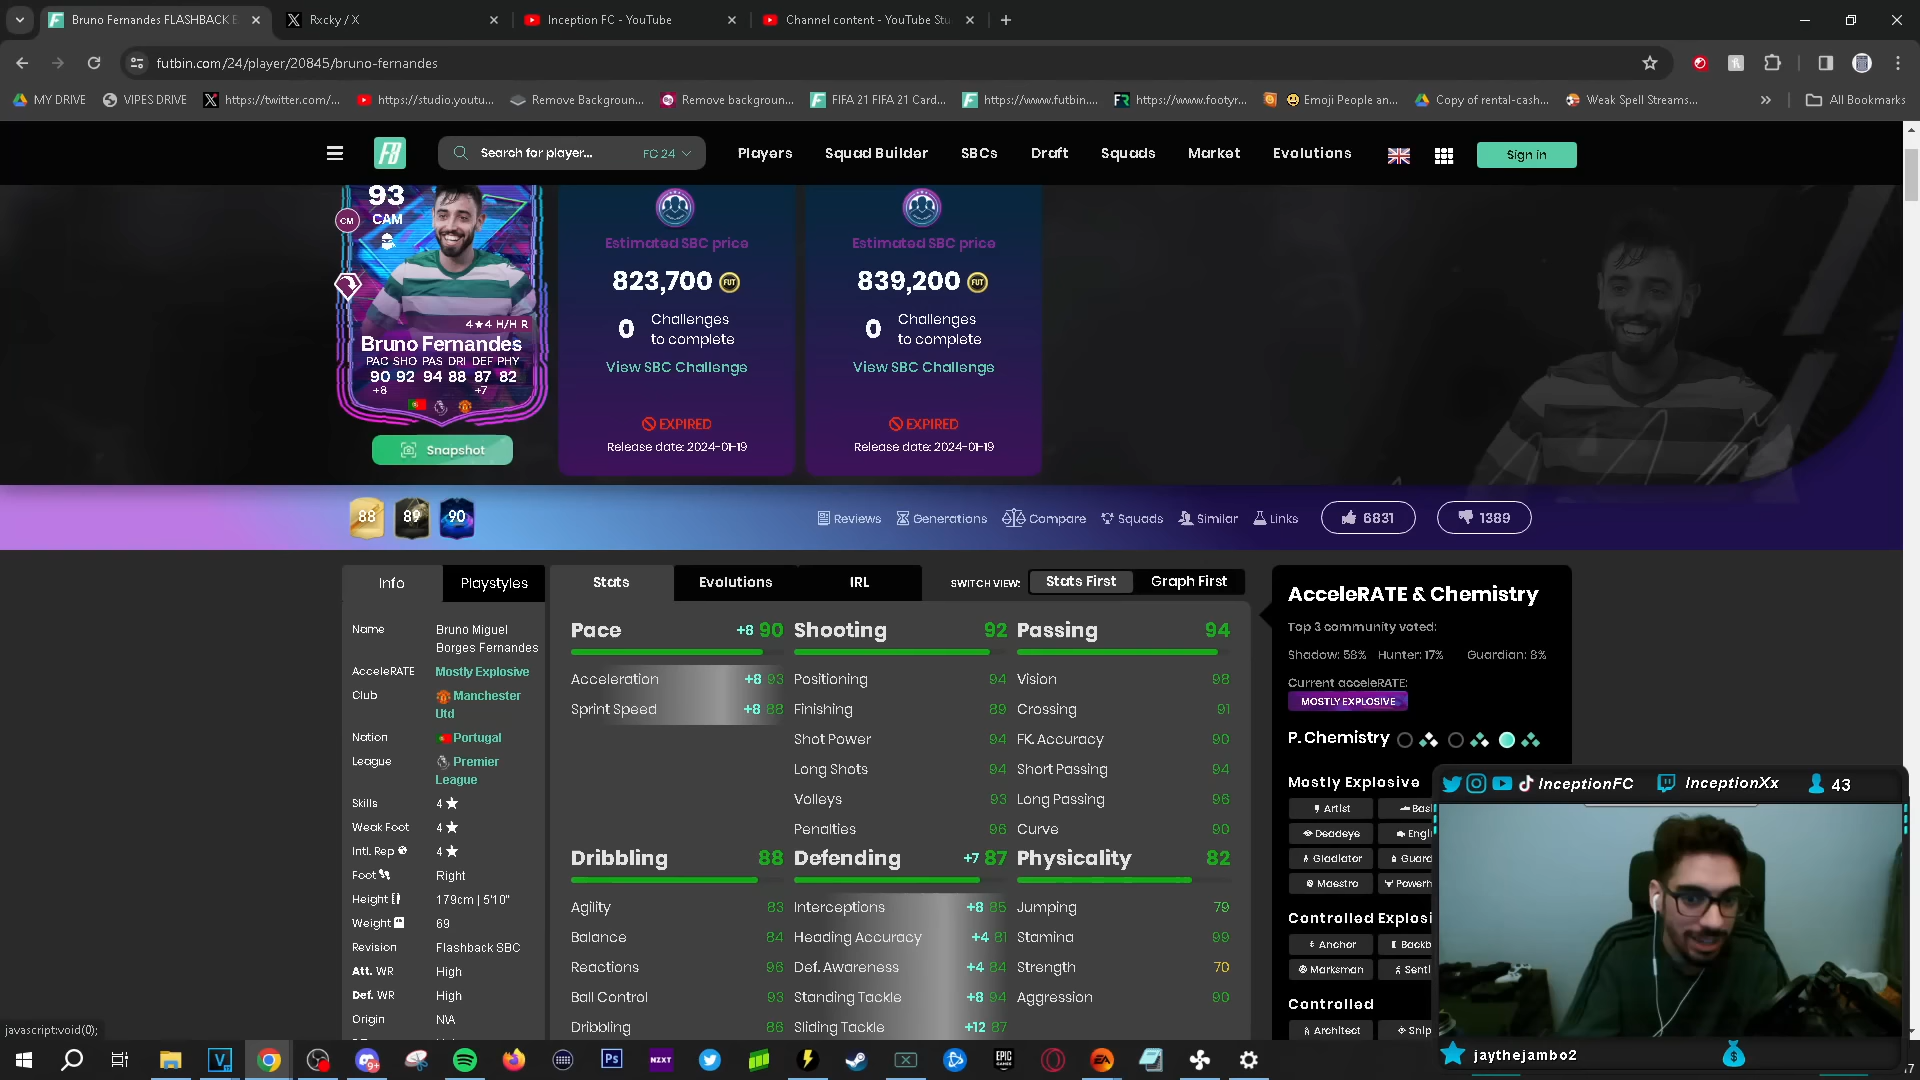 Bruno Fernandes FLASHBACK
Rxcky / X
Inception FC - YouTube
Channel content - YouTube Stu
futbin.com/24/player/20845/bruno-fernandes
MY DRIVE
VIPES DRIVE
https://twitter.com/...
https://studio.youtu...
Remove Backgroun...
Remove backgroun...
FIFA 21 FIFA 21 Card...
https://www.futbin....
https://www.footyr...
Emoji People an...
Copy of rental-cash...
Weak Spell Streams...
All Bookmarks
Search for player...
FC 24
Players
Squad Builder
SBCs
Draft
Squads
Market
Evolutions
Sign in
93
CAM
CM
4★4 H/H R
Bruno Fernandes
PAC SHO PAS DRI DEF PHY
90 92 94 88 87 82
+8 +7
Snapshot
Estimated SBC price
823,700
0 Challenges
to complete
View SBC Challenge
EXPIRED
Release date: 2024-01-19
Estimated SBC price
839,200
0 Challenges
to complete
View SBC Challenge
EXPIRED
Release date: 2024-01-19
88
89
90
Reviews
Generations
Compare
Squads
Similar
Links
6831
1389
Info
Playstyles
Name Bruno Miguel
Borges Fernandes
AcceleRATE Mostly Explosive
Club Manchester
Utd
Nation Portugal
League Premier
League
Skills 4★
Weak Foot 4★
Intl. Rep 4★
Foot Right
Height 179cm | 5'10"
Weight 69
Revision Flashback SBC
Att. WR High
Def. WR High
Origin N\A
Stats
Evolutions
IRL
SWITCH VIEW:
Stats First
Graph First
Pace +8 90
Acceleration +8 93
Sprint Speed +8 88
Shooting 92
Positioning 94
Finishing 89
Shot Power 94
Long Shots 94
Volleys 93
Penalties 96
Passing 94
Vision 98
Crossing 91
FK. Accuracy 90
Short Passing 94
Long Passing 96
Curve 90
Dribbling 88
Agility 83
Balance 84
Reactions 96
Ball Control 93
Dribbling 86
Defending +7 87
Interceptions +8 85
Heading Accuracy +4 81
Def. Awareness +4 84
Standing Tackle +8 94
Sliding Tackle +12 87
Physicality 82
Jumping 79
Stamina 99
Strength 70
Aggression 90
AcceleRATE & Chemistry
Top 3 community voted:
Shadow: 58% Hunter: 17% Guardian: 8%
Current acceleRATE:
MOSTLY EXPLOSIVE
P. Chemistry
Mostly Explosive
Artist
Bas
Deadeye
Engi
Gladiator
Guard
Maestro
Powerh
Controlled Explosi
Anchor
Backb
Marksman
Senti
Controlled
Architect
Snip
InceptionFC
InceptionXx
43
jaythejambo2
javascript:void(0);
9+
Ps
NZXT
EPIC
GAMES
EA